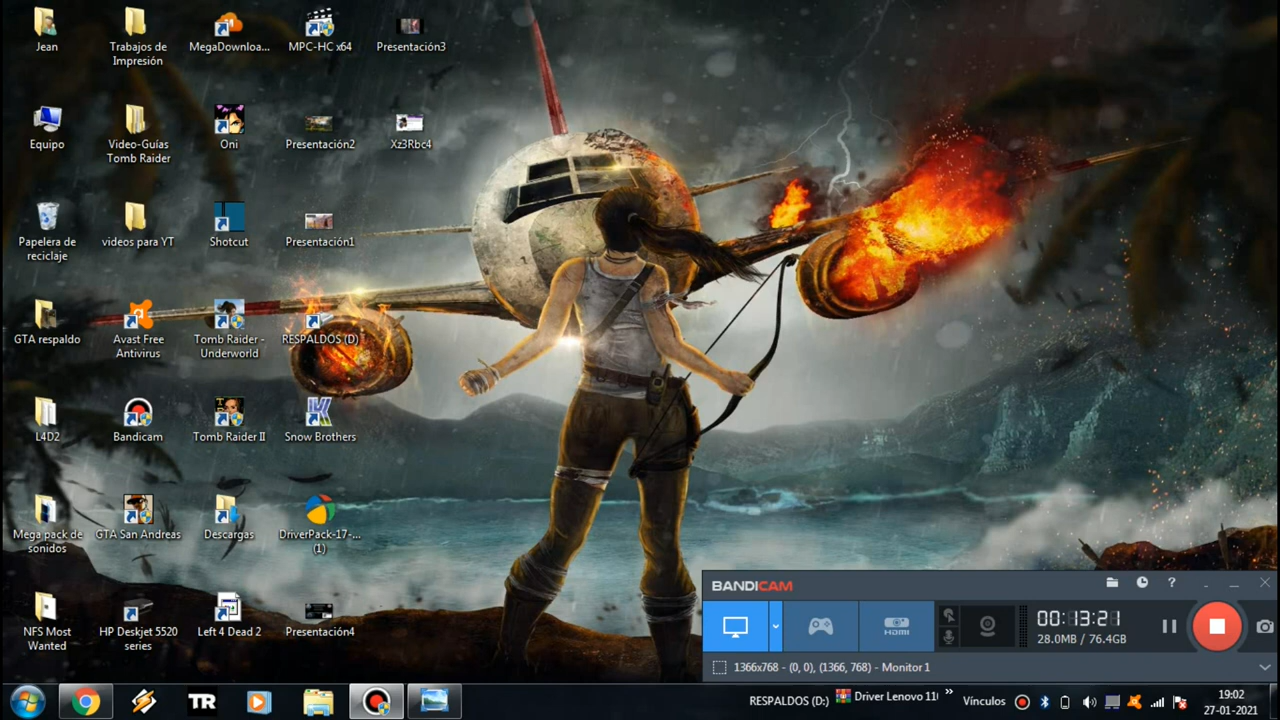 Jean
Trabajos de
Impresión
MegaDownloa...
MPC-HC x64
Presentación3
Equipo
Video-Guías
Tomb Raider
Oni
Presentación2
Xz3Rbc4
Papelera de
reciclaje
videos para YT
Shotcut
Presentación1
GTA respaldo
Avast Free
Antivirus
Tomb Raider -
Underworld
RESPALDOS (D)
L4D2
Bandicam
Tomb Raider II
Snow Brothers
Mega pack de
sonidos
GTA San Andreas
Descargas
DriverPack-17-...
(1)
NFS Most
Wanted
HP Deskjet 5520
series
Left 4 Dead 2
Presentación4
BANDICAM
HDMI
00:13:21
28.0MB / 76.4GB
1366x768 - (0, 0), (1366, 768) - Monitor 1
TR
RESPALDOS (D:)
Driver Lenovo 11
Vínculos
19:02
27-01-2021